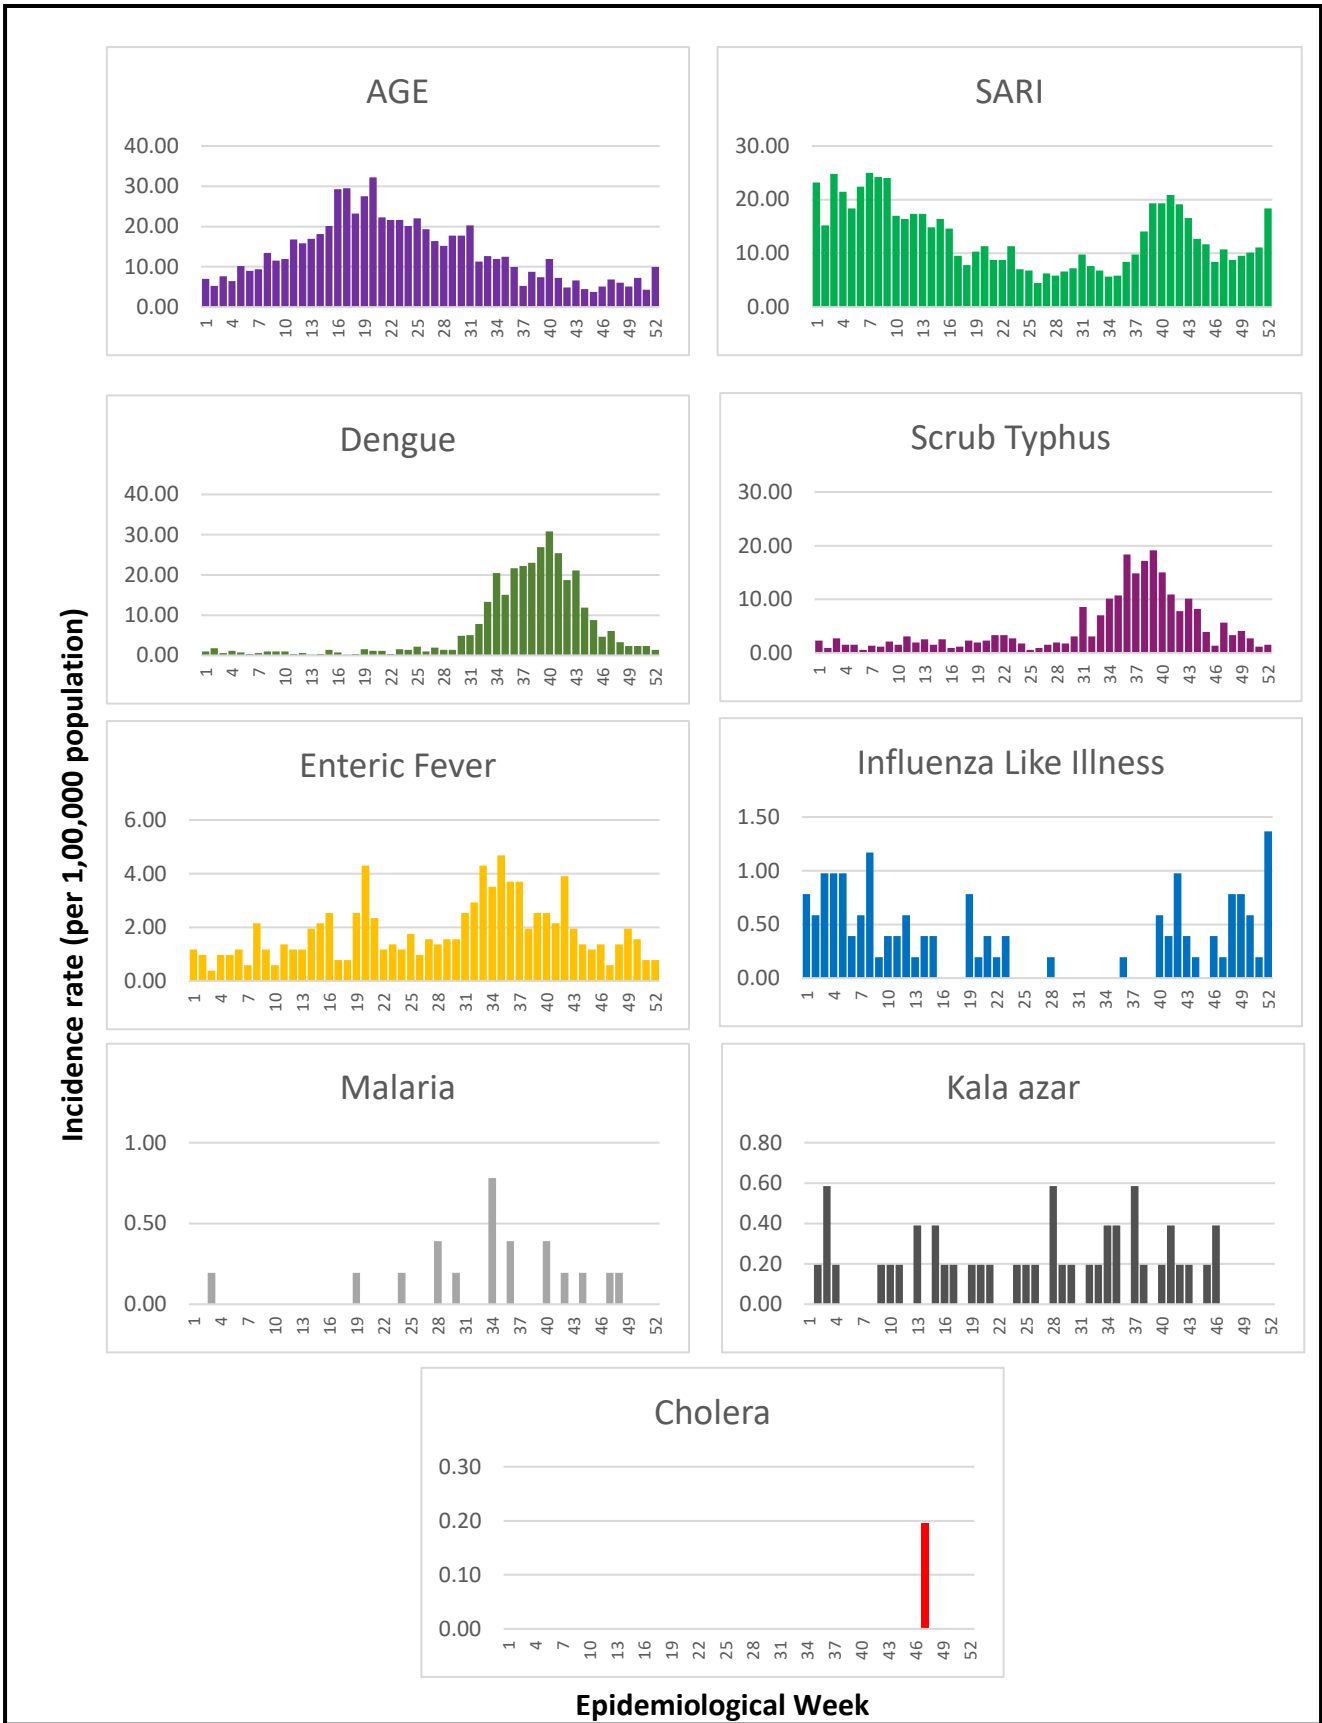 AGE
40.00
30.00
20.00
10.00
0.00
1 4 7 10 13 16 19 22 25 28 31 34 37 40 43 46 49 52
SARI
30.00
20.00
10.00
0.00
1 4 7 10 13 16 19 22 25 28 31 34 37 40 43 46 49 52
Dengue
40.00
30.00
20.00
10.00
0.00
1 4 7 10 13 16 19 22 25 28 31 34 37 40 43 46 49 52
Scrub Typhus
30.00
20.00
10.00
0.00
1 4 7 10 13 16 19 22 25 28 31 34 37 40 43 46 49 52
Incidence rate (per 1,00,000 population)
Enteric Fever
6.00
4.00
2.00
0.00
1 4 7 10 13 16 19 22 25 28 31 34 37 40 43 46 49 52
Influenza Like Illness
1.50
1.00
0.50
0.00
1 4 7 10 13 16 19 22 25 28 31 34 37 40 43 46 49 52
Malaria
1.00
0.50
0.00
1 4 7 10 13 16 19 22 25 28 31 34 37 40 43 46 49 52
Kala azar
0.80
0.60
0.40
0.20
0.00
1 4 7 10 13 16 19 22 25 28 31 34 37 40 43 46 49 52
Cholera
0.30
0.20
0.10
0.00
1 4 7 10 13 16 19 22 25 28 31 34 37 40 43 46 49 52
Epidemiological Week